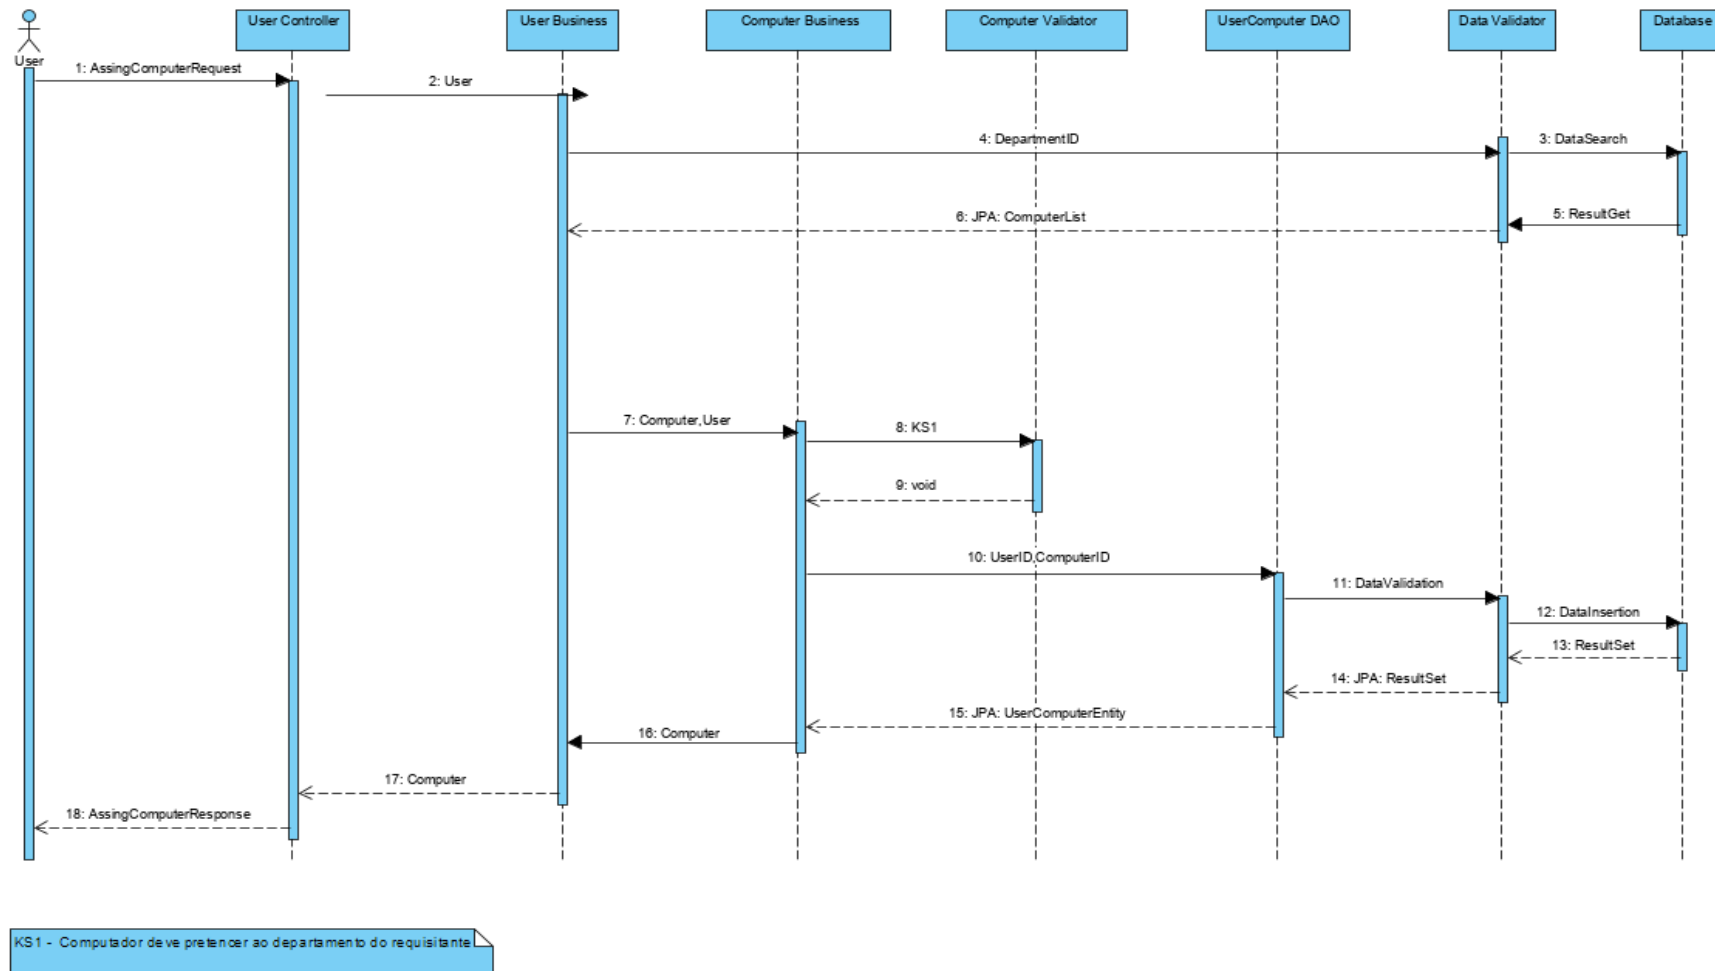 User Controller
User Business
Computer Business
Computer Validator
UserComputer DAO
Data Validator
Database
User
1: AssingComputerRequest
2: User
4: DepartmentID
3: DataSearch
6: JPA: ComputerList
5: ResultGet
7: Computer,User
8: KS1
9: void
10: UserID,ComputerID
11: DataValidation
12: DataInsertion
13: ResultSet
14: JPA: ResultSet
15: JPA: UserComputerEntity
16: Computer
17: Computer
18: AssingComputerResponse
KS1 - Computador deve pretencer ao departamento do requisitante